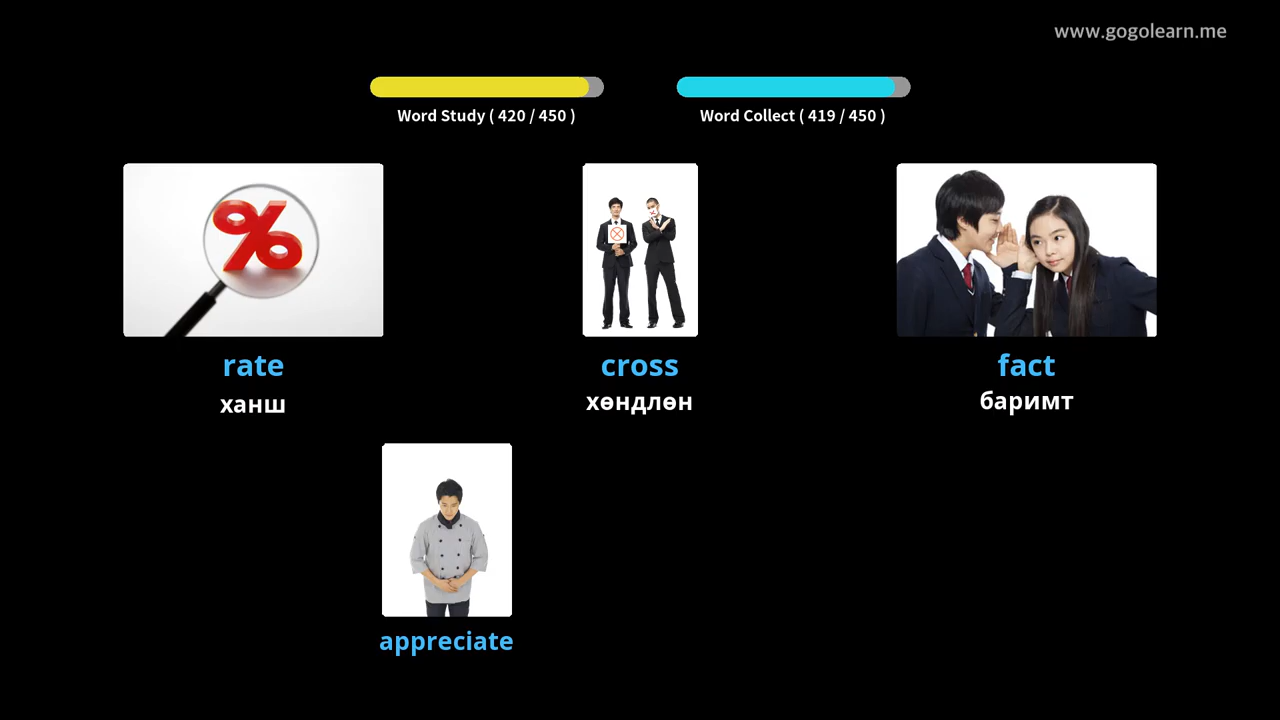 www.gogolearn.me
Word Study ( 420 / 450 )
Word Collect ( 419 / 450 )
%
rate
cross
fact
ханш
хөндлөн
баримт
appreciate